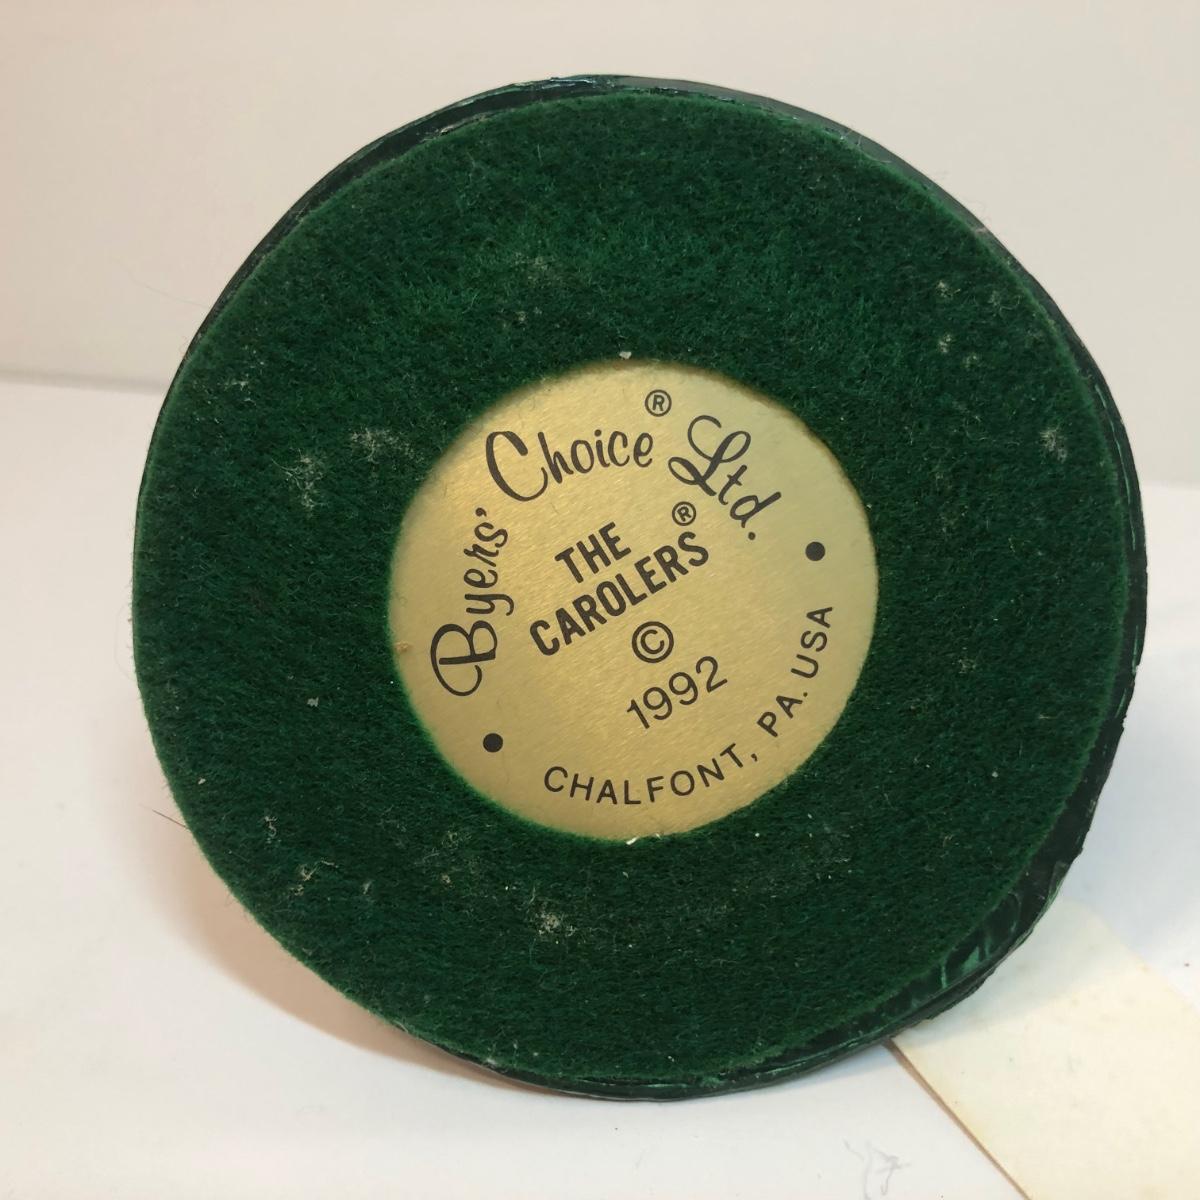 Byers' Choice® Ltd.
THE
CAROLERS®
©
1992
CHALFONT, PA. USA